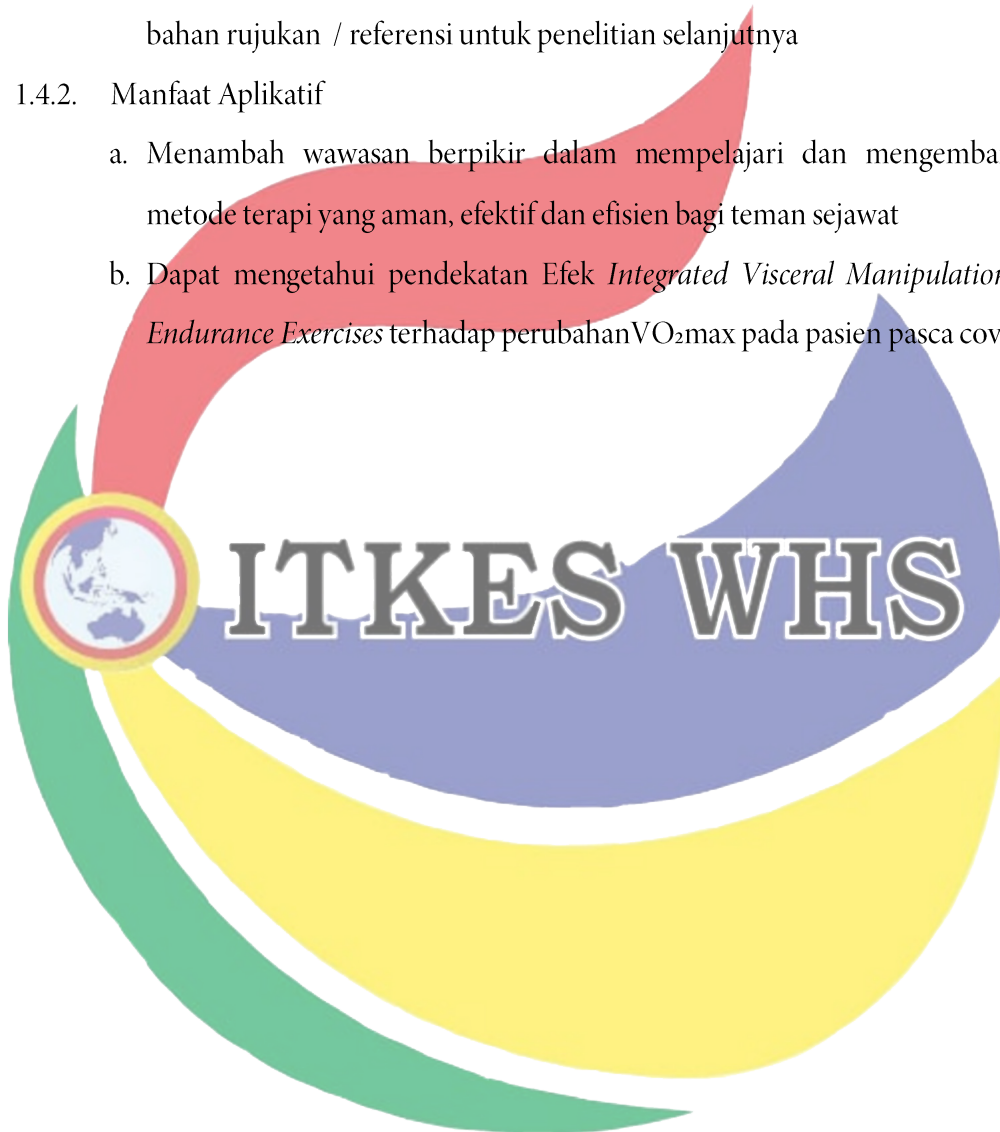 bahan rujukan / referensi untuk penelitian selanjutnya
1.4.2. Manfaat Aplikatif
a. Menambah wawasan berpikir dalam mempelajari dan mengemba
metode terapi yang aman, efektif dan efisien bagi teman sejawat
b. Dapat mengetahui pendekatan Efek Integrated Visceral Manipulation
Endurance Exercises terhadap perubahanVO₂max pada pasien pasca cov
ITKES WHS